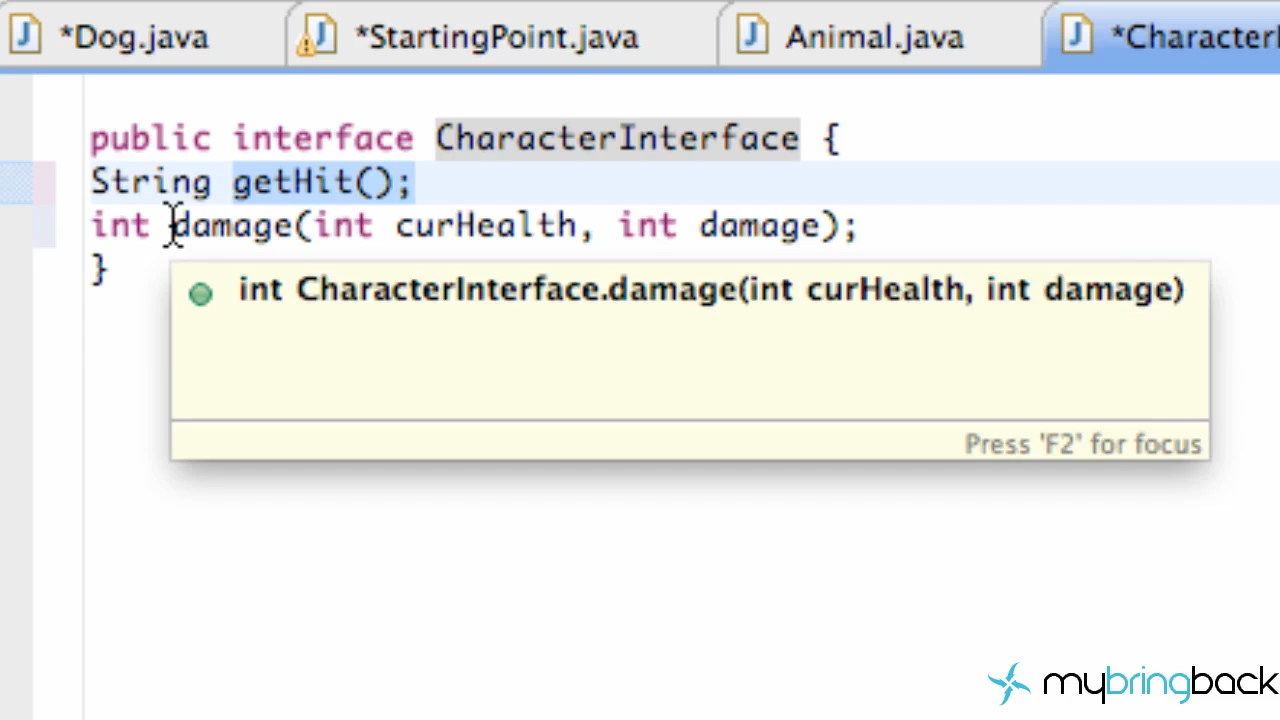 *Dog.java *StartingPoint.java Animal.java *Character
public interface CharacterInterface {
String getHit();
int damage(int curHealth, int damage);
}
int CharacterInterface.damage(int curHealth, int damage)
Press 'F2' for focus
mybringback